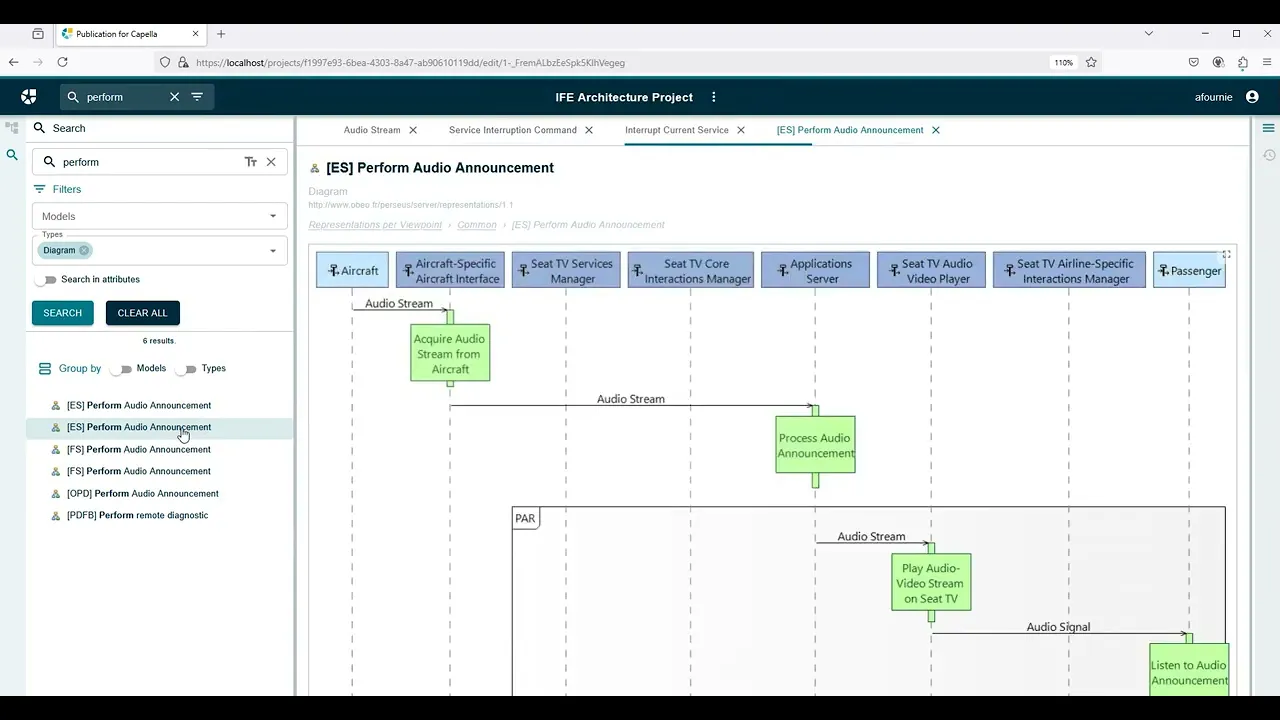 Publication for Capella
https://localhost/projects/f1997e93-6bea-4303-8a47-ab90610119dd/edit/1-_FremALbzEeSpk5KlhVegeg
110%
perform
IFE Architecture Project
afournie
Search
perform
Filters
Models
Types
Diagram
Search in attributes
SEARCH
CLEAR ALL
6 results.
Group by
Models
Types
[ES] Perform Audio Announcement
[ES] Perform Audio Announcement
[FS] Perform Audio Announcement
[FS] Perform Audio Announcement
[OPD] Perform Audio Announcement
[PDFB] Perform remote diagnostic
Audio Stream
Service Interruption Command
Interrupt Current Service
[ES] Perform Audio Announcement
[ES] Perform Audio Announcement
Diagram
http://www.obeo.fr/perseus/server/representations/1.1
Representations per Viewpoint › Common › [ES] Perform Audio Announcement
Aircraft
Aircraft-Specific
Aircraft Interface
Seat TV Services
Manager
Seat TV Core
Interactions Manager
Applications
Server
Seat TV Audio
Video Player
Seat TV Airline-Specific
Interactions Manager
Passenger
Audio Stream
Acquire Audio
Stream from
Aircraft
Audio Stream
Process Audio
Announcement
PAR
Audio Stream
Play Audio-
Video Stream
on Seat TV
Audio Signal
Listen to Audio
Announcement